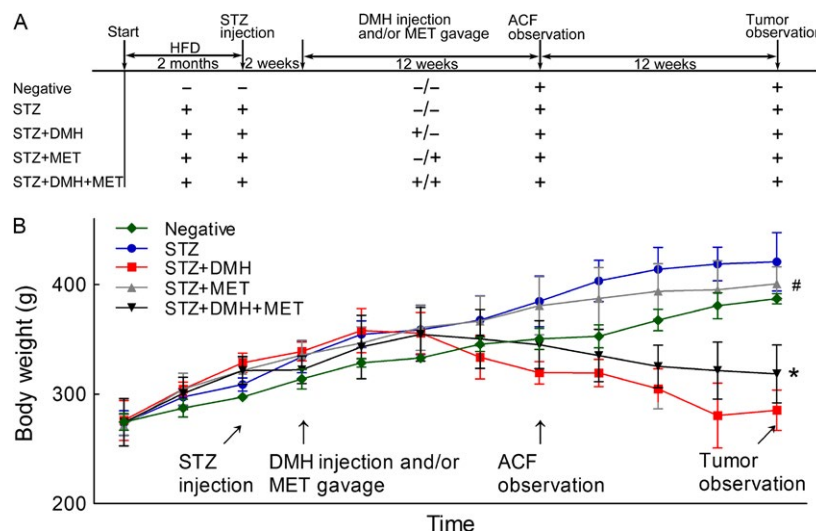 A
Start
STZ
injection
DMH injection
and/or MET gavage
ACF
observation
Tumor
observation
HFD
2 months
2 weeks
12 weeks
12 weeks
Negative – – –/– + +
STZ + + –/– + +
STZ+DMH + + +/– + +
STZ+MET + + –/+ + +
STZ+DMH+MET + + +/+ + +
B
Negative
STZ
STZ+DMH
STZ+MET
STZ+DMH+MET
Body weight (g)
400
300
200
#
*
STZ
injection
DMH injection and/or
MET gavage
ACF
observation
Tumor
observation
Time